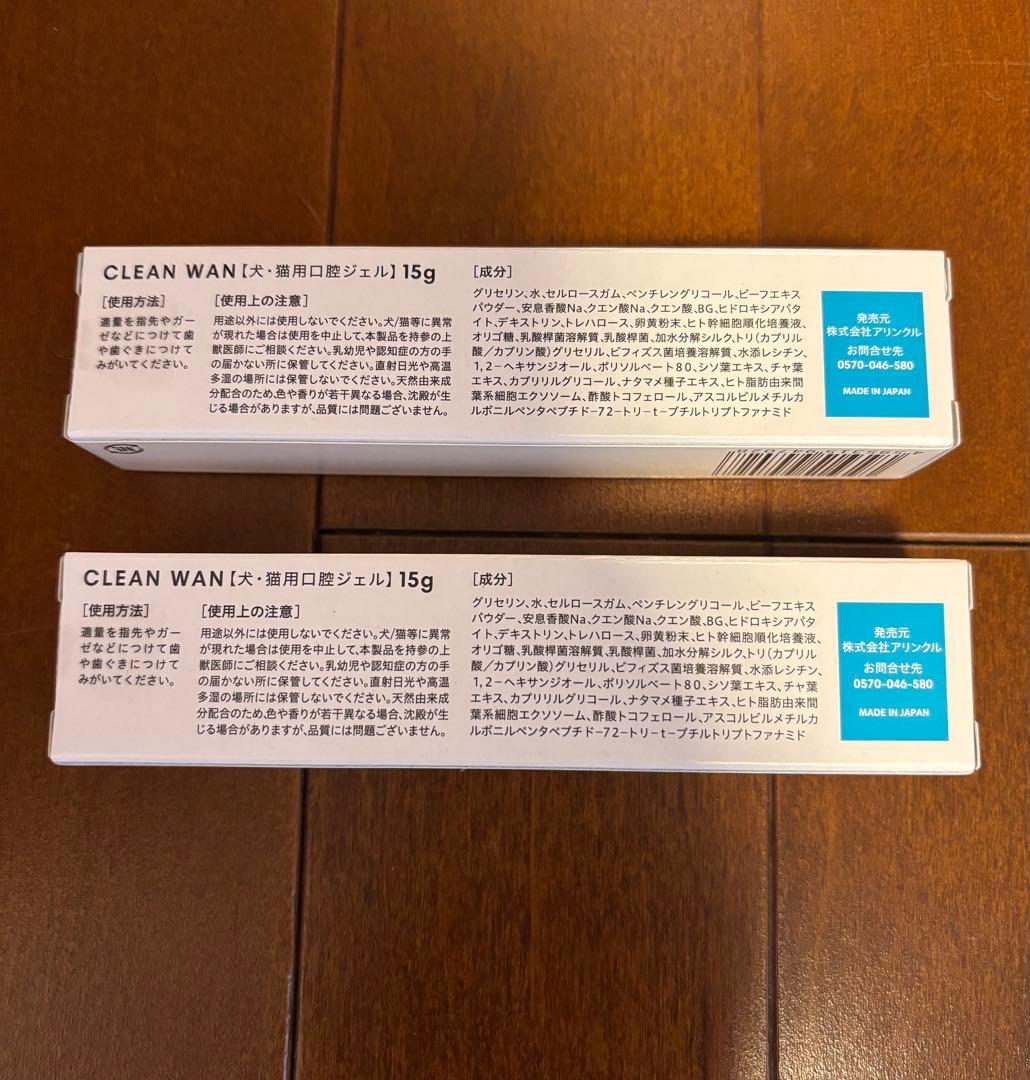 CLEAN WAN【犬・猫用口腔ジェル】15g
[使用方法]
適量を指先やガー
ゼなどにつけて歯
や歯ぐきにつけて
みがいてください。
[使用上の注意]
用途以外には使用しないでください。犬/猫等に異常
が現れた場合は使用を中止して、本製品を持参の上
獣医師にご相談ください。乳幼児や認知症の方の手
の届かない所に保管してください。直射日光や高温
多湿の場所には保管しないでください。天然由来成
分配合のため、色や香りが若干異なる場合、沈殿が生
じる場合がありますが、品質には問題ございません。
[成分]
グリセリン、水、セルロースガム、ペンチレングリコール、ビーフエキス
パウダー、安息香酸Na、クエン酸Na、クエン酸、BG、ヒドロキシアパタ
イト、デキストリン、トレハロース、卵黄粉末、ヒト幹細胞順化培養液、
オリゴ糖、乳酸桿菌溶解質、乳酸桿菌、加水分解シルク、トリ(カプリル
酸/カプリン酸)グリセリル、ビフィズス菌培養溶解質、水添レシチン、
1,2-ヘキサンジオール、ポリソルベート80、シソ葉エキス、チャ葉
エキス、カプリリルグリコール、ナタマメ種子エキス、ヒト脂肪由来間
葉系細胞エクソソーム、酢酸トコフェロール、アスコルビルメチルカ
ルボニルペンタペプチド-72-トリ-t-ブチルトリプトファナミド
発売元
株式会社アリンクル
お問合せ先
0570-046-580
MADE IN JAPAN
CLEAN WAN【犬・猫用口腔ジェル】15g
[使用方法]
適量を指先やガー
ゼなどにつけて歯
や歯ぐきにつけて
みがいてください。
[使用上の注意]
用途以外には使用しないでください。犬/猫等に異常
が現れた場合は使用を中止して、本製品を持参の上
獣医師にご相談ください。乳幼児や認知症の方の手
の届かない所に保管してください。直射日光や高温
多湿の場所には保管しないでください。天然由来成
分配合のため、色や香りが若干異なる場合、沈殿が生
じる場合がありますが、品質には問題ございません。
[成分]
グリセリン、水、セルロースガム、ペンチレングリコール、ビーフエキス
パウダー、安息香酸Na、クエン酸Na、クエン酸、BG、ヒドロキシアパタ
イト、デキストリン、トレハロース、卵黄粉末、ヒト幹細胞順化培養液、
オリゴ糖、乳酸桿菌溶解質、乳酸桿菌、加水分解シルク、トリ(カプリル
酸/カプリン酸)グリセリル、ビフィズス菌培養溶解質、水添レシチン、
1,2-ヘキサンジオール、ポリソルベート80、シソ葉エキス、チャ葉
エキス、カプリリルグリコール、ナタマメ種子エキス、ヒト脂肪由来間
葉系細胞エクソソーム、酢酸トコフェロール、アスコルビルメチルカ
ルボニルペンタペプチド-72-トリ-t-ブチルトリプトファナミド
発売元
株式会社アリンクル
お問合せ先
0570-046-580
MADE IN JAPAN